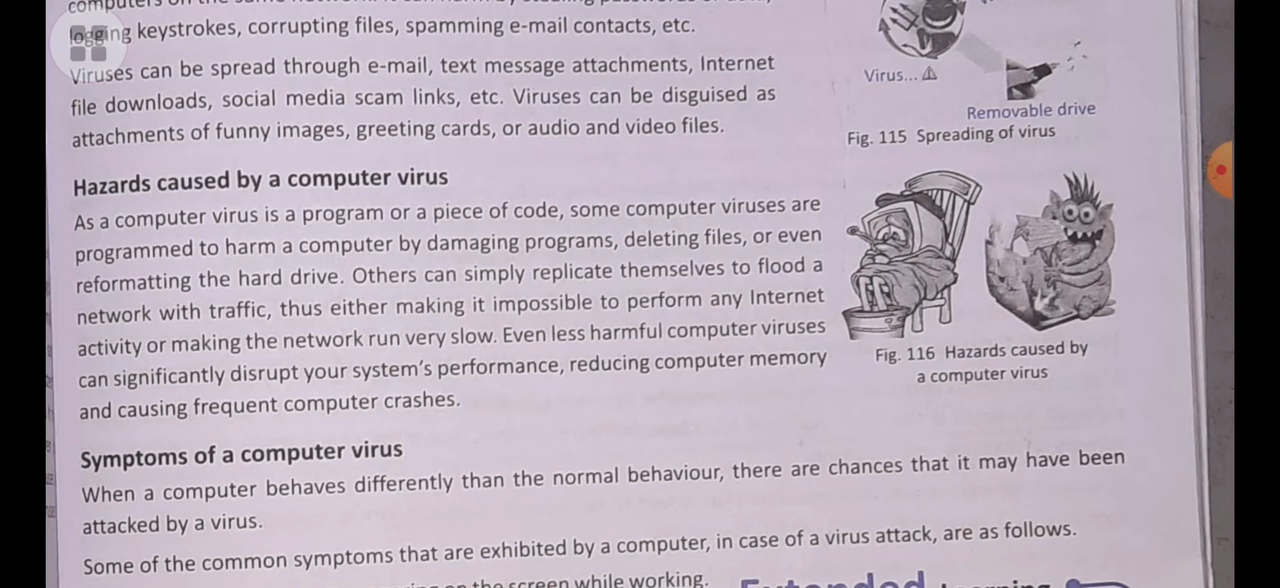 logging keystrokes, corrupting files, spamming e-mail contacts, etc.
Viruses can be spread through e-mail, text message attachments, Internet
file downloads, social media scam links, etc. Viruses can be disguised as
attachments of funny images, greeting cards, or audio and video files.
Virus...
Removable drive
Fig. 115 Spreading of virus
Hazards caused by a computer virus
As a computer virus is a program or a piece of code, some computer viruses are
programmed to harm a computer by damaging programs, deleting files, or even
reformatting the hard drive. Others can simply replicate themselves to flood a
network with traffic, thus either making it impossible to perform any Internet
activity or making the network run very slow. Even less harmful computer viruses
can significantly disrupt your system's performance, reducing computer memory
and causing frequent computer crashes.
Fig. 116 Hazards caused by
a computer virus
Symptoms of a computer virus
When a computer behaves differently than the normal behaviour, there are chances that it may have been
attacked by a virus.
Some of the common symptoms that are exhibited by a computer, in case of a virus attack, are as follows.
on the screen while working.